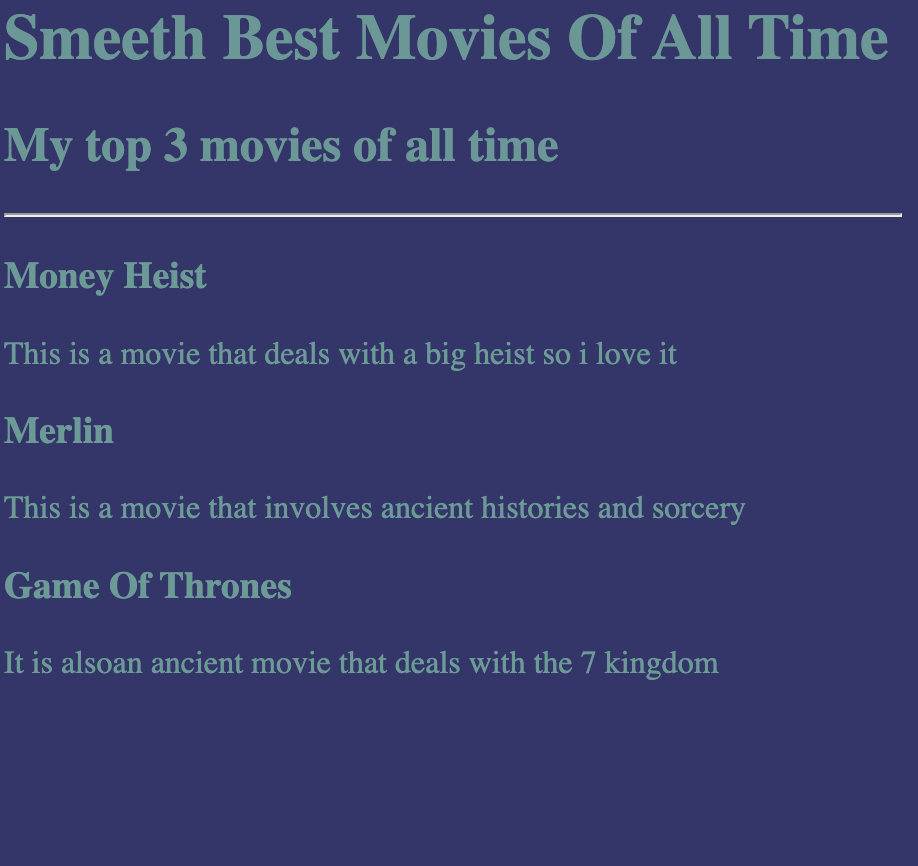 Smeeth Best Movies Of All Time
My top 3 movies of all time
Money Heist
This is a movie that deals with a big heist so i love it
Merlin
This is a movie that involves ancient histories and sorcery
Game Of Thrones
It is alsoan ancient movie that deals with the 7 kingdom